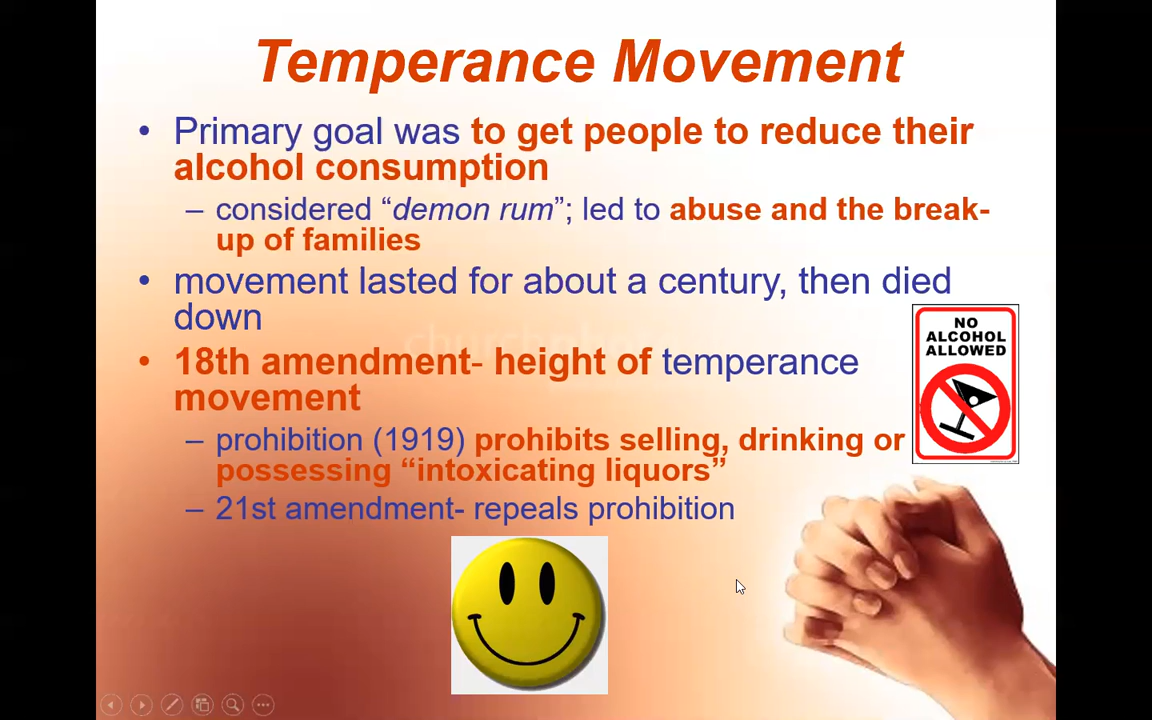 Temperance Movement
• Primary goal was to get people to reduce their
alcohol consumption
– considered “demon rum”; led to abuse and the break-
up of families
• movement lasted for about a century, then died
down
• 18th amendment- height of temperance
movement
– prohibition (1919) prohibits selling, drinking or
possessing “intoxicating liquors”
– 21st amendment- repeals prohibition
NO
ALCOHOL
ALLOWED